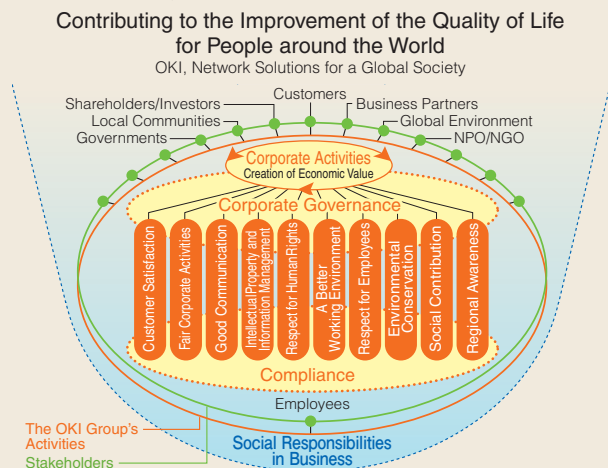 Contributing to the Improvement of the Quality of Life
for People around the World
OKI, Network Solutions for a Global Society
Customers
Shareholders/Investors
Business Partners
Local Communities
Global Environment
Governments
NPO/NGO
Corporate Activities
Creation of Economic Value
Corporate Governance
Customer Satisfaction
Fair Corporate Activities
Good Communication
Intellectual Property and
Information Management
Respect for HumanRights
A Better
Working Environment
Respect for Employees
Environmental
Conservation
Social Contribution
Regional Awareness
Compliance
Employees
The OKI Group's
Activities
Stakeholders
Social Responsibilities
in Business